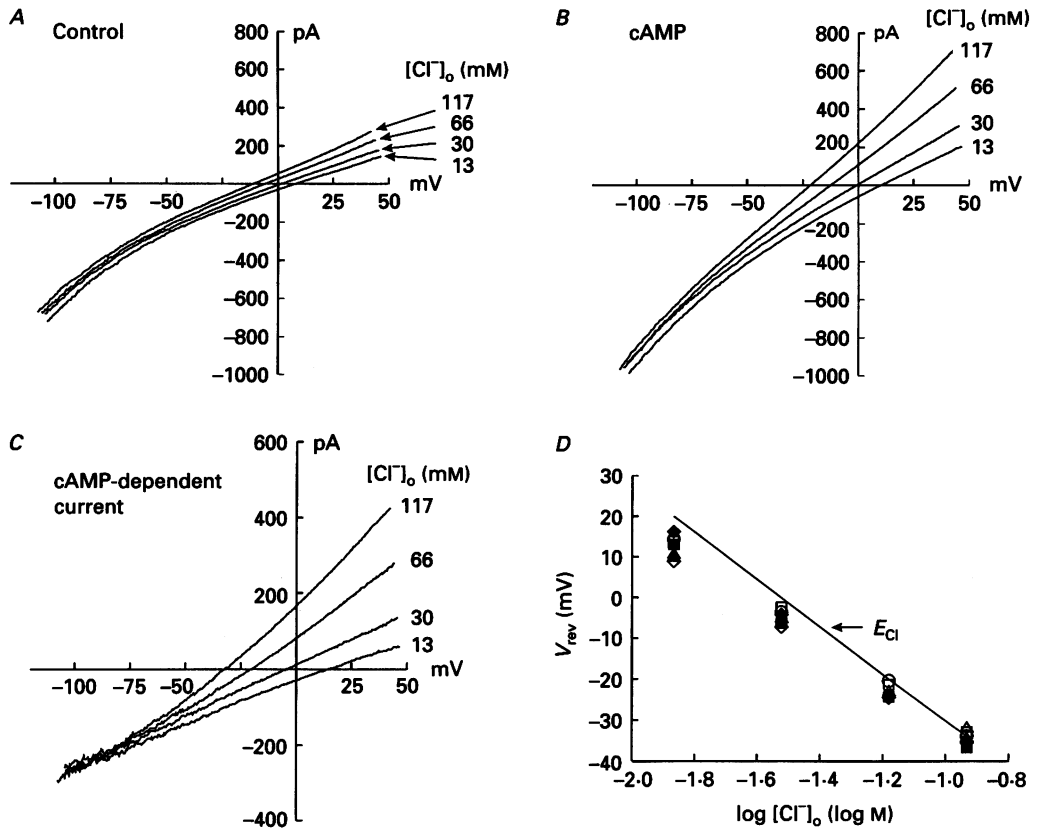 A
Control
800
pA
600
400
200
−200
−400
−600
−800
−1000
−100 −75 −50
25 50
mV
[Cl⁻]ₒ (mM)
117
66
30
13
B
cAMP
800
pA
600
400
200
−200
−400
−600
−800
−1000
−100 −75 −50
25 50
mV
[Cl⁻]ₒ (mM)
117
66
30
13
C
cAMP-dependent
current
600
pA
400
200
−200
−400
−100 −75 −50
25 50
mV
[Cl⁻]ₒ (mM)
117
66
30
13
D
30
20
10
0
−10
−20
−30
−40
V_rev (mV)
E_Cl
−2·0 −1·8 −1·6 −1·4 −1·2 −1·0 −0·8
log [Cl⁻]ₒ (log M)